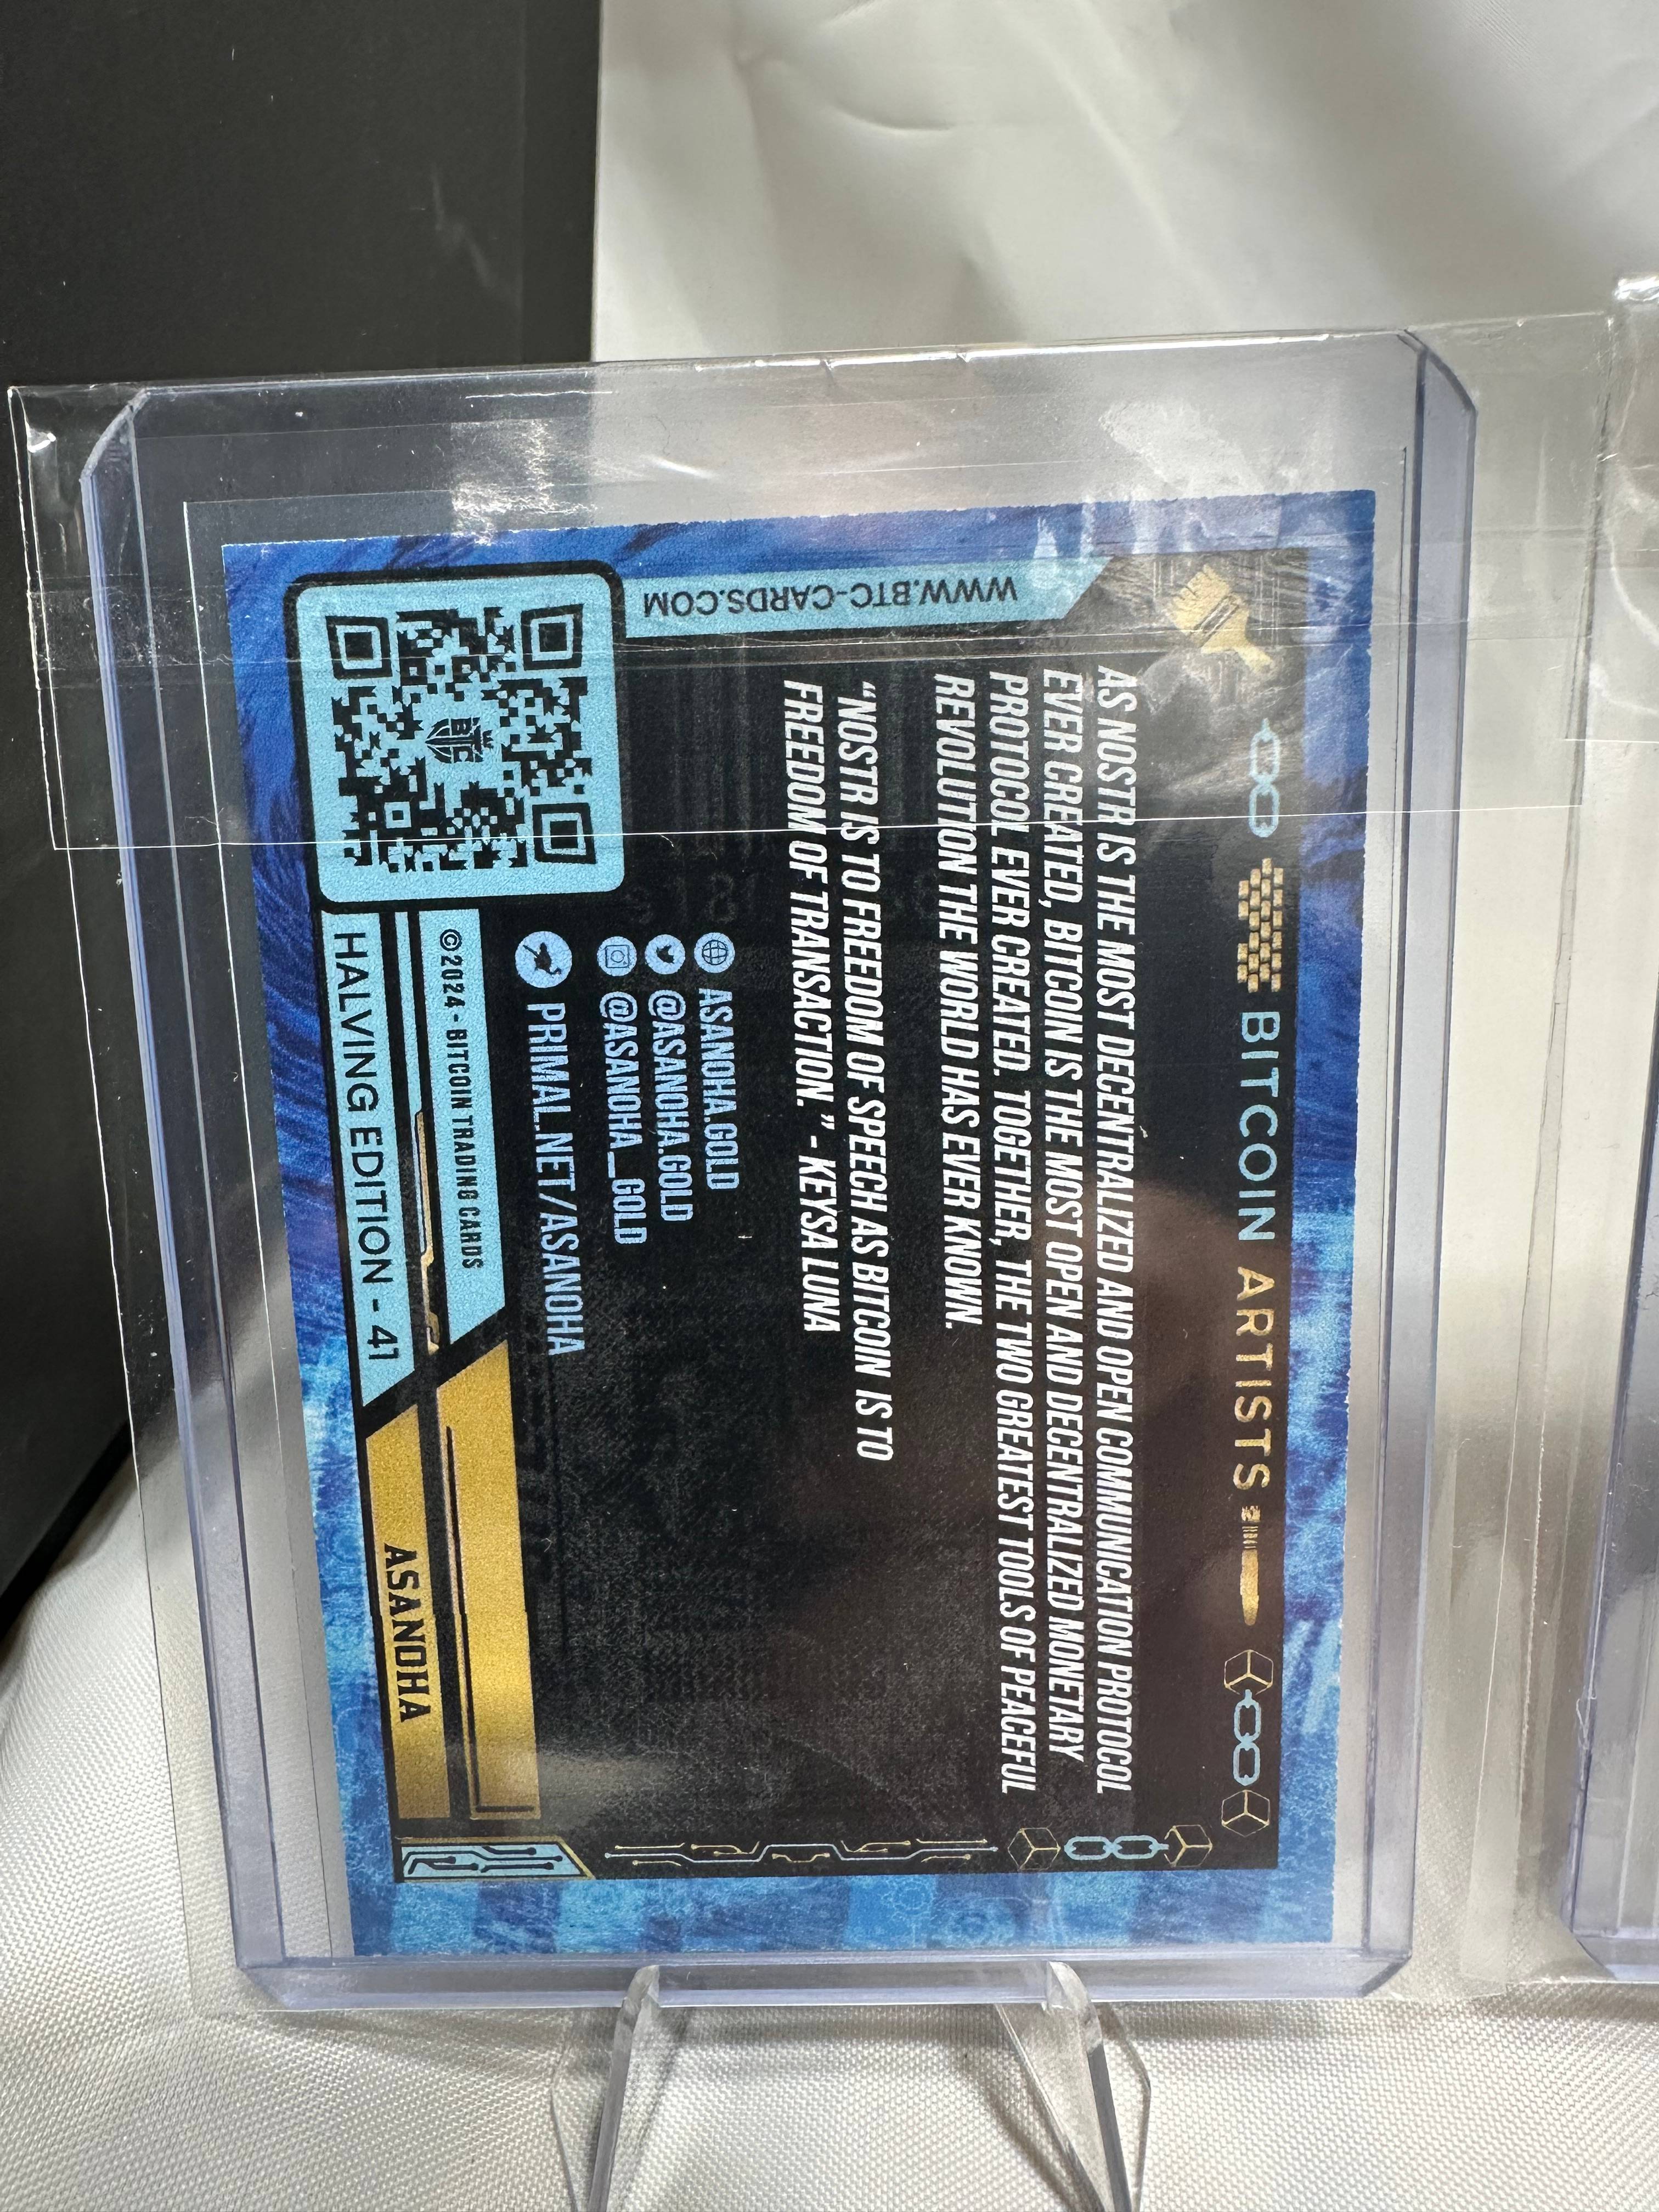 BITCOIN ARTISTS
AS NOSTR IS THE MOST DECENTRALIZED AND OPEN COMMUNICATION PROTOCOL
EVER CREATED, BITCOIN IS THE MOST OPEN AND DECENTRALIZED MONETARY
PROTOCOL EVER CREATED. TOGETHER, THE TWO GREATEST TOOLS OF PEACEFUL
REVOLUTION THE WORLD HAS EVER KNOWN.
"NOSTR IS TO FREEDOM OF SPEECH AS BITCOIN IS TO
FREEDOM OF TRANSACTION." - KEYSA LUNA
WWW.BTC-CARDS.COM
ASANOHA.GOLD
@ASANOHA.GOLD
@ASANOHA_GOLD
PRIMAL.NET/ASANOHA
BTC
©2024 - BITCOIN TRADING CARDS
HALVING EDITION - 41
ASANOHA